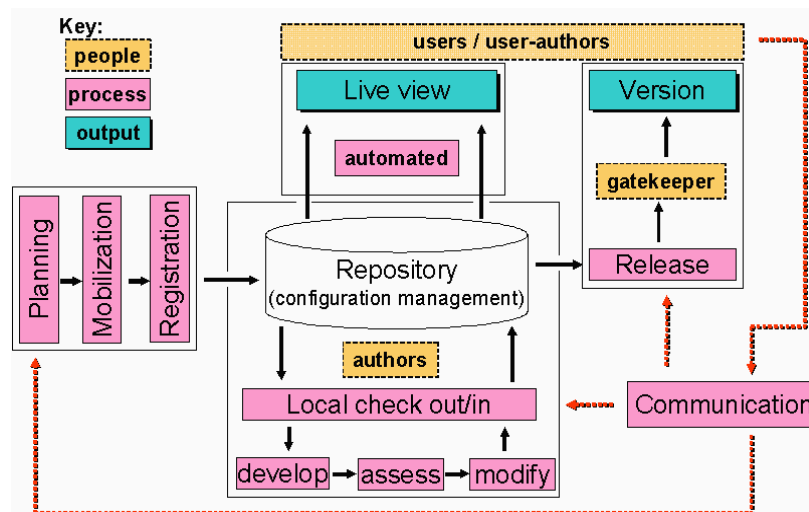 Key:
people
process
output
users / user-authors
Live view
Version
automated
gatekeeper
Planning
Mobilization
Registration
Repository
(configuration management)
Release
authors
Local check out/in
Communication
develop
assess
modify